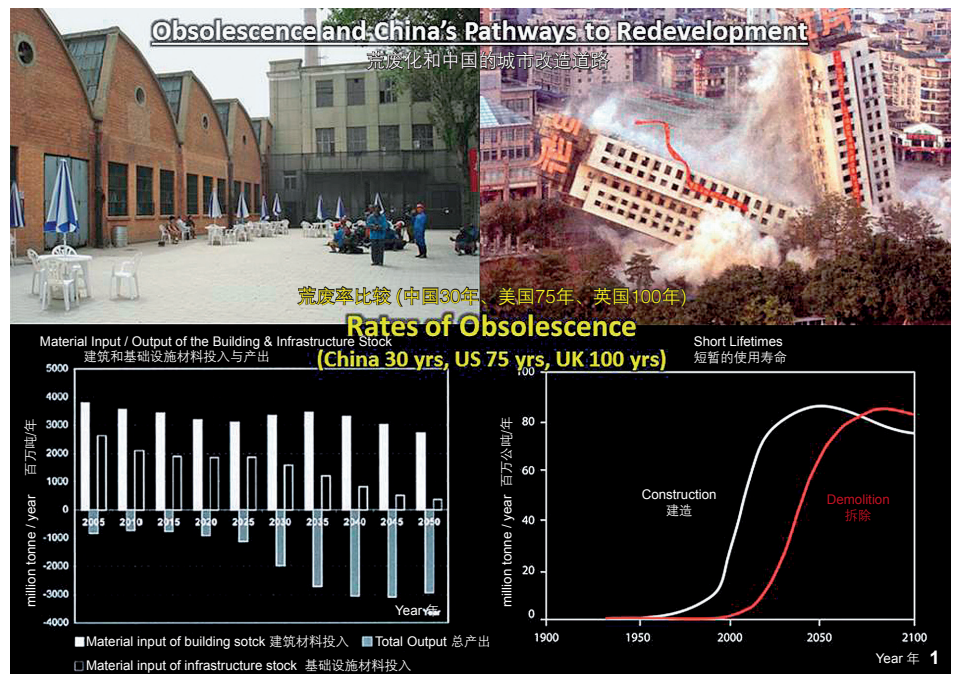 Obsolescence and China's Pathways to Redevelopment
荒废化和中国的城市改造道路
荒废率比较 (中国30年、美国75年、英国100年)
Rates of Obsolescence
(China 30 yrs, US 75 yrs, UK 100 yrs)
Material Input / Output of the Building & Infrastructure Stock
建筑和基础设施材料投入与产出
million tonne / year 百万吨/年
5000
4000
3000
2000
1000
0
-1000
-2000
-3000
-4000
2005 2010 2015 2020 2025 2030 2035 2040 2045 2050
Year 年
Year
Material input of building sotck 建筑材料投入
Total Output 总产出
Material input of infrastructure stock 基础设施材料投入
Short Lifetimes
短暂的使用寿命
million tonne / year 百万公吨/年
100
80
60
40
20
0
Construction
建造
Demolition
拆除
1900 1950 2000 2050 2100
Year 年
1